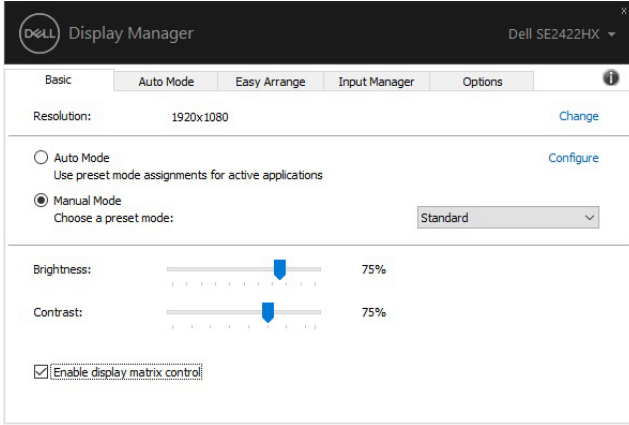 DELL Display Manager Dell SE2422HX
x
Basic Auto Mode Easy Arrange Input Manager Options
Resolution: 1920x1080 Change
Auto Mode Configure
Use preset mode assignments for active applications
Manual Mode
Choose a preset mode: Standard
Brightness: 75%
Contrast: 75%
Enable display matrix control